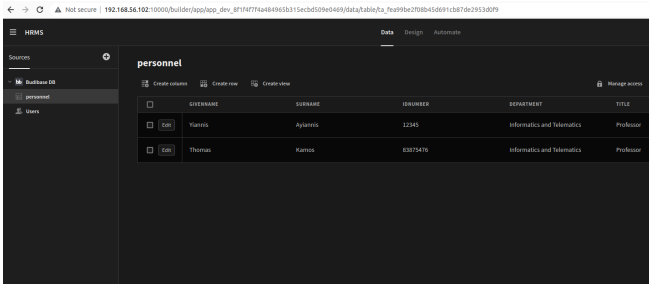 Not secure | 192.168.56.102:10000/builder/app/app_dev_8f1f4f7f4a484965b315ecbd509e0469/data/table/ta_fea99be2f08b45d691cb87de2953d0f9
HRMS
Data Design Automate
Sources
Budibase DB
personnel
Users
personnel
Create column Create row Create view Manage access
GIVENNAME SURNAME IDNUMBER DEPARTMENT TITLE
Edit Yiannis Ayiannis 12345 Informatics and Telematics Professor
Edit Thomas Kamos 83875476 Informatics and Telematics Professor